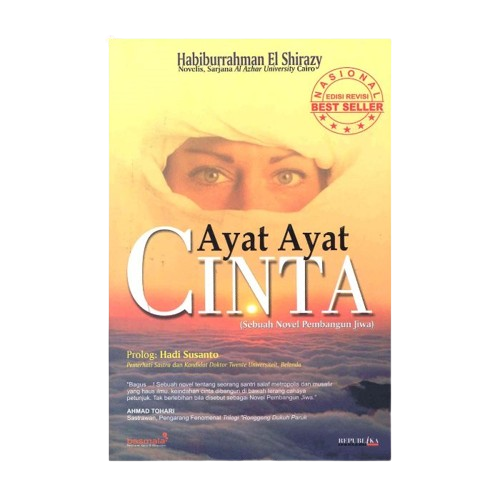 Habiburrahman El Shirazy
Novelis, Sarjana Al Azhar University Cairo
NASIONAL
EDISI REVISI
BEST SELLER
Ayat Ayat
CINTA
(Sebuah Novel Pembangun Jiwa)
Prolog: Hadi Susanto
Pemerhati Sastra dan Kandidat Doktor Twente Universiteit, Belanda
"Bagus ...! Sebuah novel tentang seorang santri salaf metropolis dan musafir
yang haus ilmu, keindahan cinta dibangun di bawah terang cahaya
petunjuk. Tak berlebihan bila disebut sebagai Novel Pembangun Jiwa."
AHMAD TOHARI
Sastrawan, Pengarang Fenomenal Trilogi "Ronggeng Dukuh Paruk"
basmala
REPUBLIKA